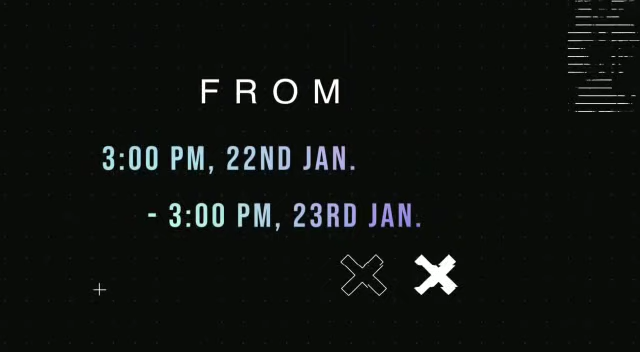 FROM
3:00 PM, 22ND JAN.
- 3:00 PM, 23RD JAN.